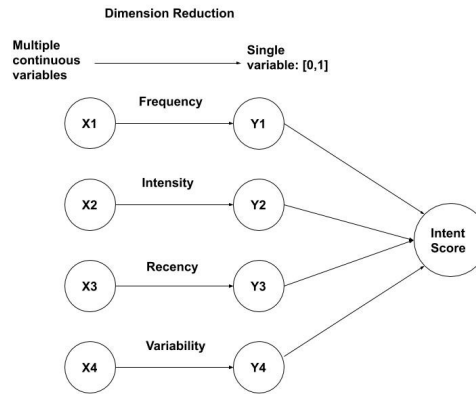 Dimension Reduction
Multiple
continuous
variables
Single
variable: [0,1]
Frequency
X1
Y1
Intensity
X2
Y2
Intent
Score
Recency
X3
Y3
Variability
X4
Y4